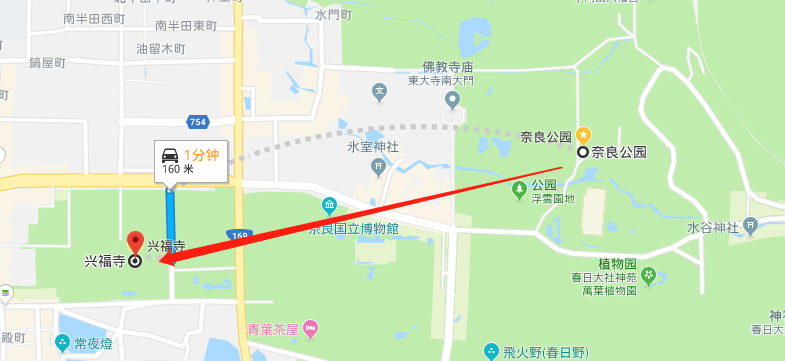 水門町
南半田西町
南半田東町
油留木町
鍋屋町
佛教寺庙
東大寺南大門
754
奈良公园
奈良公园
氷室神社
1分钟
160 米
公园
浮雲園地
奈良国立博物館
水谷神社
169
兴福寺
兴福寺
植物园
春日大社神苑
萬葉植物園
青葉茶屋
殿町
常夜燈
飛火野(春日野)